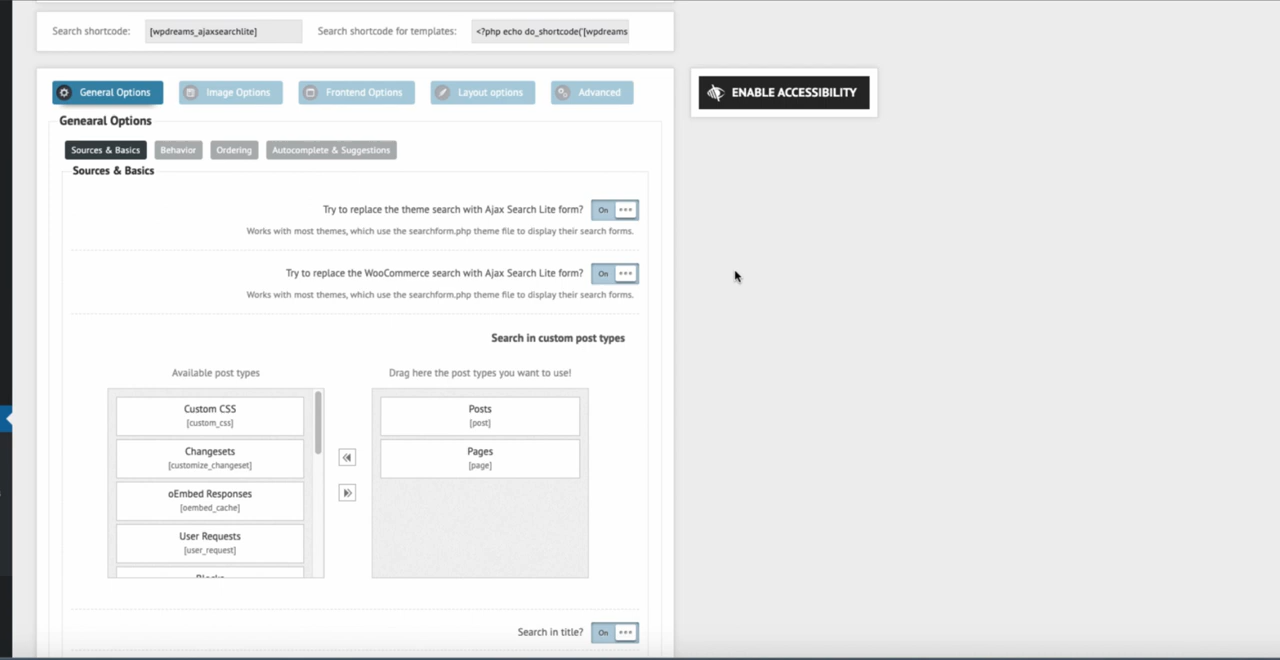 Search shortcode: [wpdreams_ajaxsearchlite] Search shortcode for templates: <?php echo do_shortcode('[wpdreams
General Options Image Options Frontend Options Layout options Advanced
ENABLE ACCESSIBILITY
Genearal Options
Sources & Basics Behavior Ordering Autocomplete & Suggestions
Sources & Basics
Try to replace the theme search with Ajax Search Lite form? On
Works with most themes, which use the searchform.php theme file to display their search forms.
Try to replace the WooCommerce search with Ajax Search Lite form? On
Works with most themes, which use the searchform.php theme file to display their search forms.
Search in custom post types
Available post types
Custom CSS
[custom_css]
Changesets
[customize_changeset]
oEmbed Responses
[oembed_cache]
User Requests
[user_request]
Drag here the post types you want to use!
Posts
[post]
Pages
[page]
Search in title? On